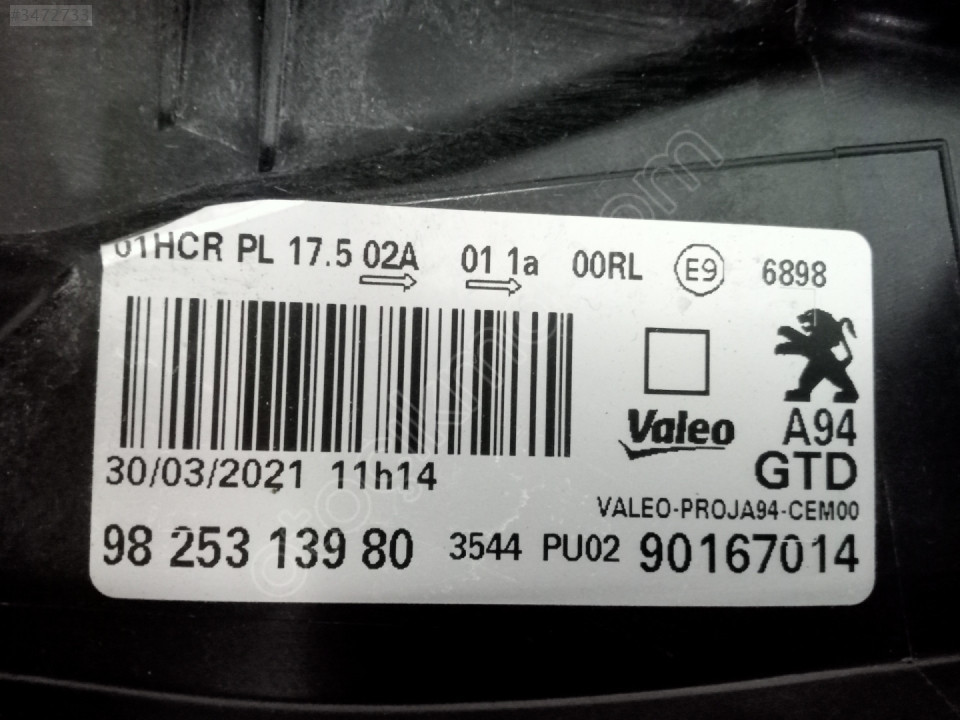 #3472733
01HCR PL 17.5 02A 01 1a 00RL E9 6898
Valeo A94
30/03/2021 11h14 GTD
VALEO-PROJA94-CEM00
98 253 139 80 3544 PU02 90167014